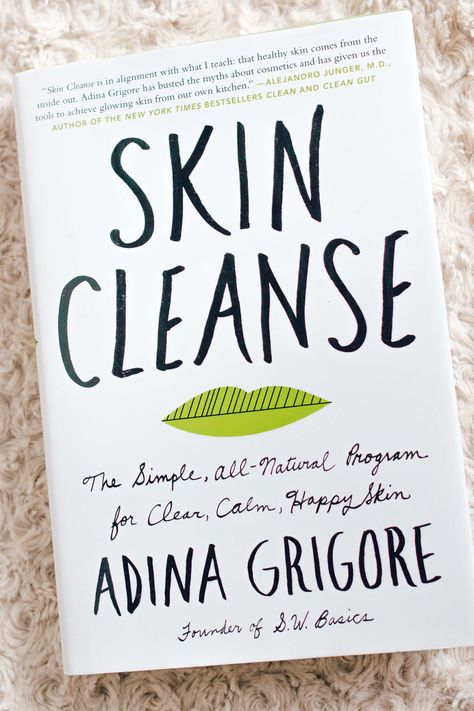 "Skin Cleanse is in alignment with what I teach: that healthy skin comes from the
inside out. Adina Grigore has busted the myths about cosmetics and has given us the
tools to achieve glowing skin from our own kitchen." —ALEJANDRO JUNGER, M.D.,
AUTHOR OF THE NEW YORK TIMES BESTSELLERS CLEAN AND CLEAN GUT
SKIN
CLEANSE
The Simple, All-Natural Program
for Clear, Calm, Happy Skin
ADINA GRIGORE
Founder of S.W. Basics